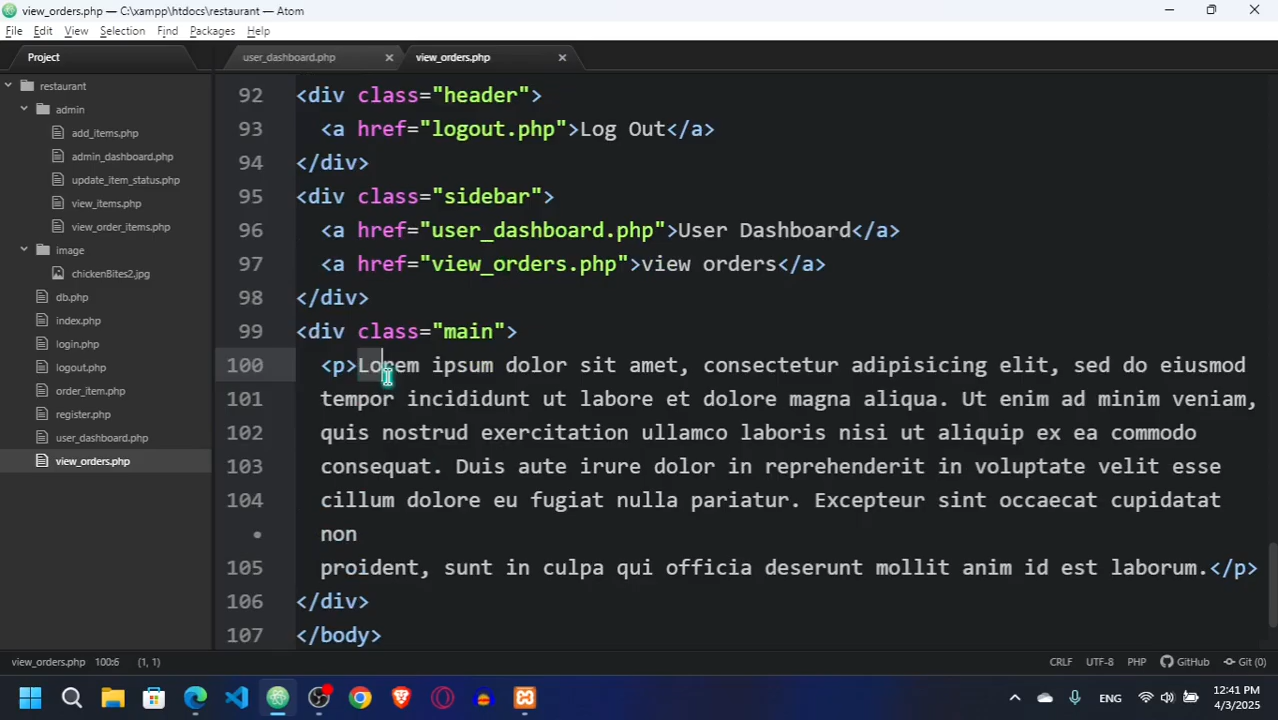 view_orders.php — C:\xampp\htdocs\restaurant — Atom
File Edit View Selection Find Packages Help
Project
user_dashboard.php
view_orders.php
restaurant
admin
add_items.php
admin_dashboard.php
update_item_status.php
view_items.php
view_order_items.php
image
chickenBites2.jpg
db.php
index.php
login.php
logout.php
order_item.php
register.php
user_dashboard.php
view_orders.php
92 <div class="header">
93 <a href="logout.php">Log Out</a>
94 </div>
95 <div class="sidebar">
96 <a href="user_dashboard.php">User Dashboard</a>
97 <a href="view_orders.php">view orders</a>
98 </div>
99 <div class="main">
100 <p>Lorem ipsum dolor sit amet, consectetur adipisicing elit, sed do eiusmod
101 tempor incididunt ut labore et dolore magna aliqua. Ut enim ad minim veniam,
102 quis nostrud exercitation ullamco laboris nisi ut aliquip ex ea commodo
103 consequat. Duis aute irure dolor in reprehenderit in voluptate velit esse
104 cillum dolore eu fugiat nulla pariatur. Excepteur sint occaecat cupidatat
• non
105 proident, sunt in culpa qui officia deserunt mollit anim id est laborum.</p>
106 </div>
107 </body>
view_orders.php 100:6 (1, 1)
CRLF UTF-8 PHP GitHub Git (0)
ENG
12:41 PM
4/3/2025